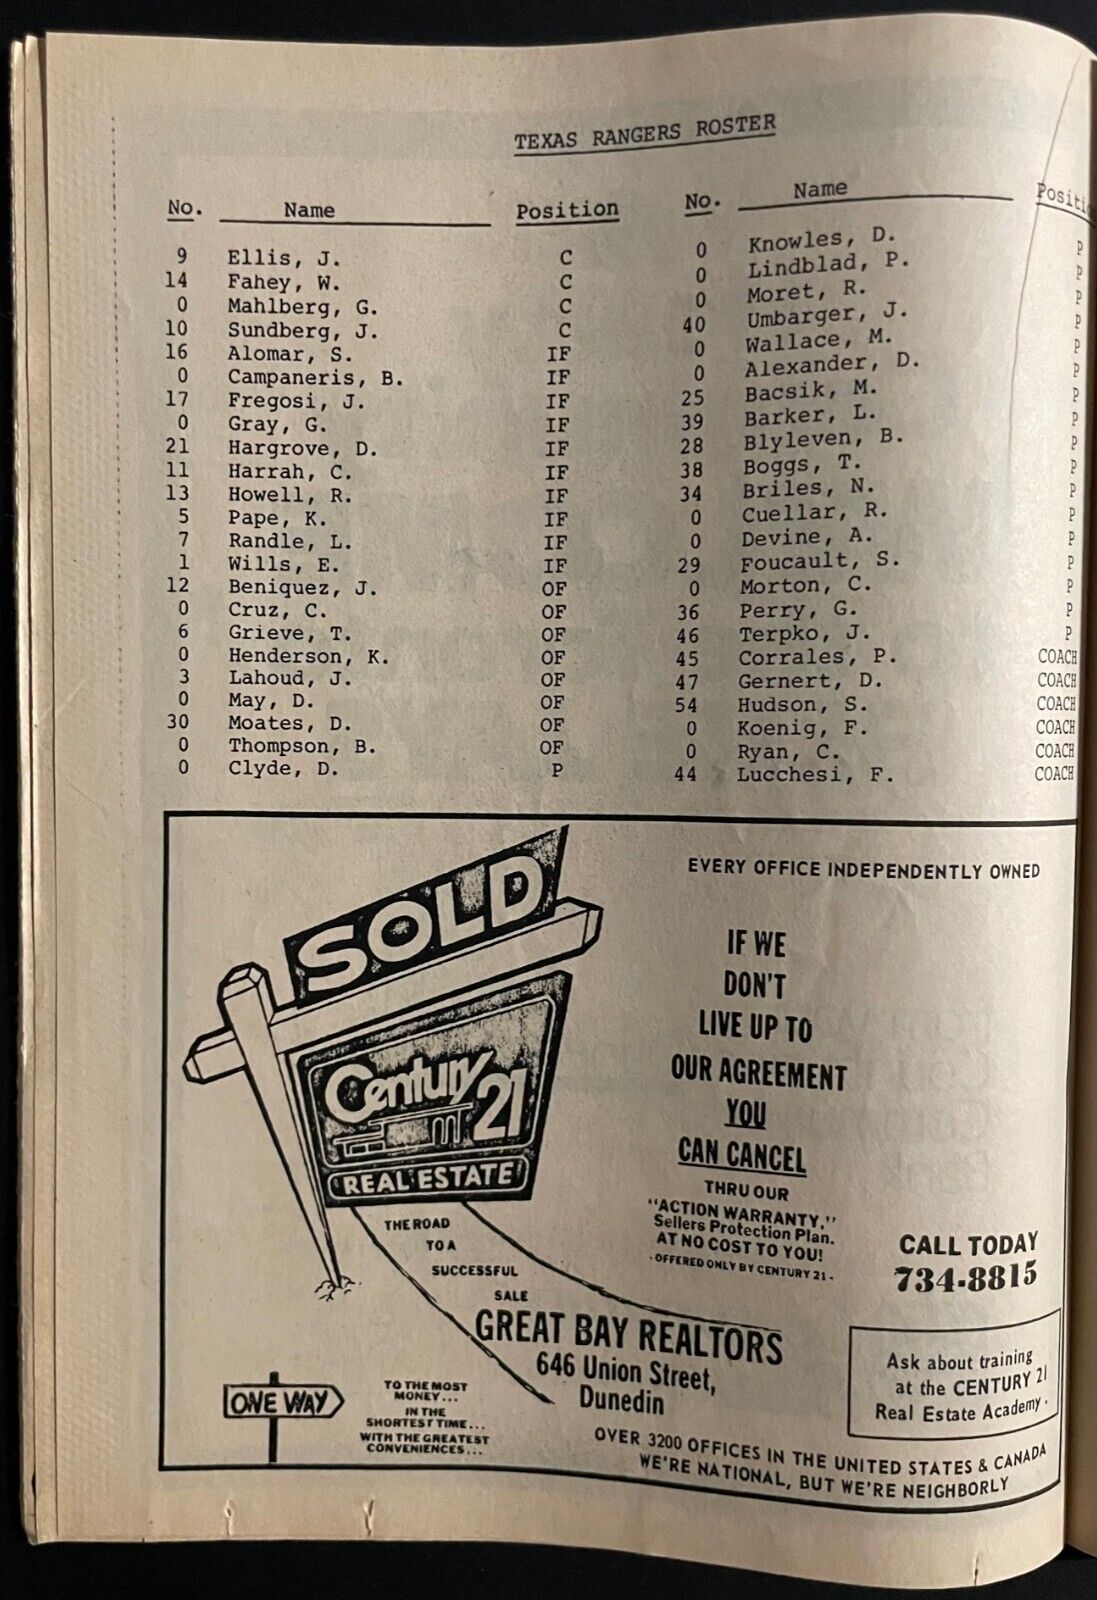 TEXAS RANGERS ROSTER
No. Name Position
9 Ellis, J. C
14 Fahey, W. C
0 Mahlberg, G. C
10 Sundberg, J. C
16 Alomar, S. IF
0 Campaneris, B. IF
17 Fregosi, J. IF
0 Gray, G. IF
21 Hargrove, D. IF
11 Harrah, C. IF
13 Howell, R. IF
5 Pape, K. IF
7 Randle, L. IF
1 Wills, E. IF
12 Beniquez, J. OF
0 Cruz, C. OF
6 Grieve, T. OF
0 Henderson, K. OF
3 Lahoud, J. OF
0 May, D. OF
30 Moates, D. OF
0 Thompson, B. OF
0 Clyde, D. P
No. Name
0 Knowles, D. P
0 Lindblad, P. P
0 Moret, R. P
40 Umbarger, J. P
0 Wallace, M. P
0 Alexander, D. P
25 Bacsik, M. P
39 Barker, L. P
28 Blyleven, B. P
38 Boggs, T. P
34 Briles, N. P
0 Cuellar, R. P
0 Devine, A. P
29 Foucault, S. P
0 Morton, C. P
36 Perry, G. P
46 Terpko, J. P
45 Corrales, P. COACH
47 Gernert, D. COACH
54 Hudson, S. COACH
0 Koenig, F. COACH
0 Ryan, C. COACH
44 Lucchesi, F. COACH
SOLD
Century 21
REAL ESTATE
THE ROAD
TO A
SUCCESSFUL
SALE
EVERY OFFICE INDEPENDENTLY OWNED
IF WE
DON'T
LIVE UP TO
OUR AGREEMENT
YOU
CAN CANCEL
THRU OUR
"ACTION WARRANTY."
Sellers Protection Plan.
AT NO COST TO YOU!
-OFFERED ONLY BY CENTURY 21-
CALL TODAY
734-8815
GREAT BAY REALTORS
646 Union Street,
Dunedin
Ask about training
at the CENTURY 21
Real Estate Academy.
ONE WAY
TO THE MOST
MONEY...
IN THE
SHORTEST TIME...
WITH THE GREATEST
CONVENIENCES...
OVER 3200 OFFICES IN THE UNITED STATES & CANADA
WE'RE NATIONAL, BUT WE'RE NEIGHBORLY